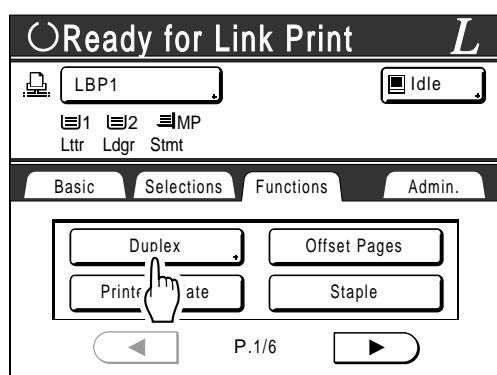 Ready for Link Print L
LBP1 Idle
1 2 MP
Lttr Ldgr Stmt
Basic Selections Functions Admin.
Duplex Offset Pages
Staple
P.1/6